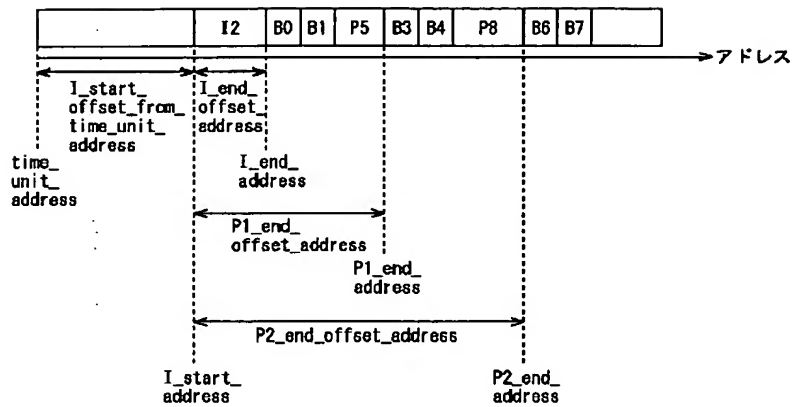 I2 B0 B1 P5 B3 B4 P8 B6 B7
アドレス
I_start_
offset_from_
time_unit_
address
I_end_
offset_
address
time_
unit_
address
I_end_
address
P1_end_
offset_address
P1_end_
address
P2_end_offset_address
I_start_
address
P2_end_
address